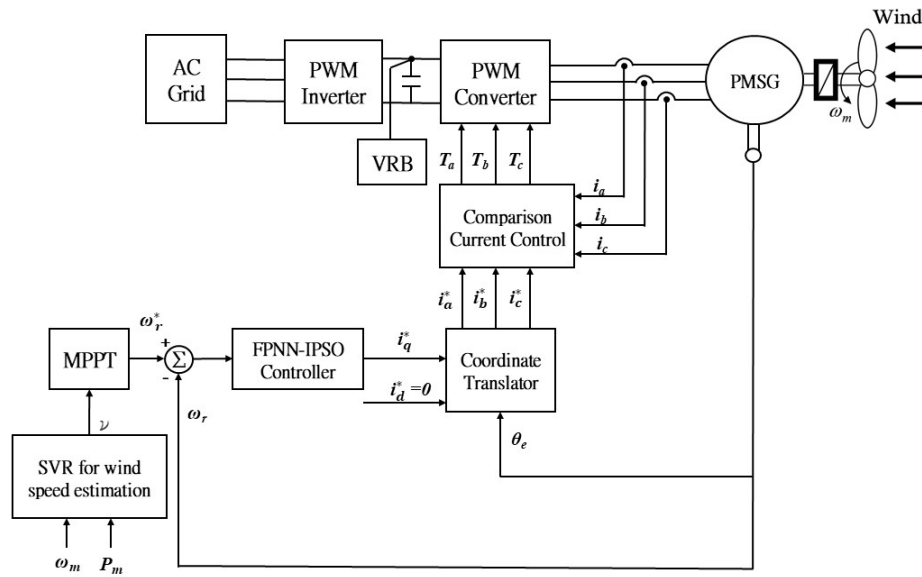 Wind
AC
Grid
PWM
Inverter
PWM
Converter
PMSG
ω_m
VRB
T_a
T_b
T_c
i_a
i_b
i_c
Comparison
Current Control
i_a^*
i_b^*
i_c^*
ω_r^*
+
MPPT
Σ
-
FPNN-IPSO
Controller
i_q^*
Coordinate
Translator
i_d^* =0
ω_r
θ_e
ν
SVR for wind
speed estimation
ω_m
P_m